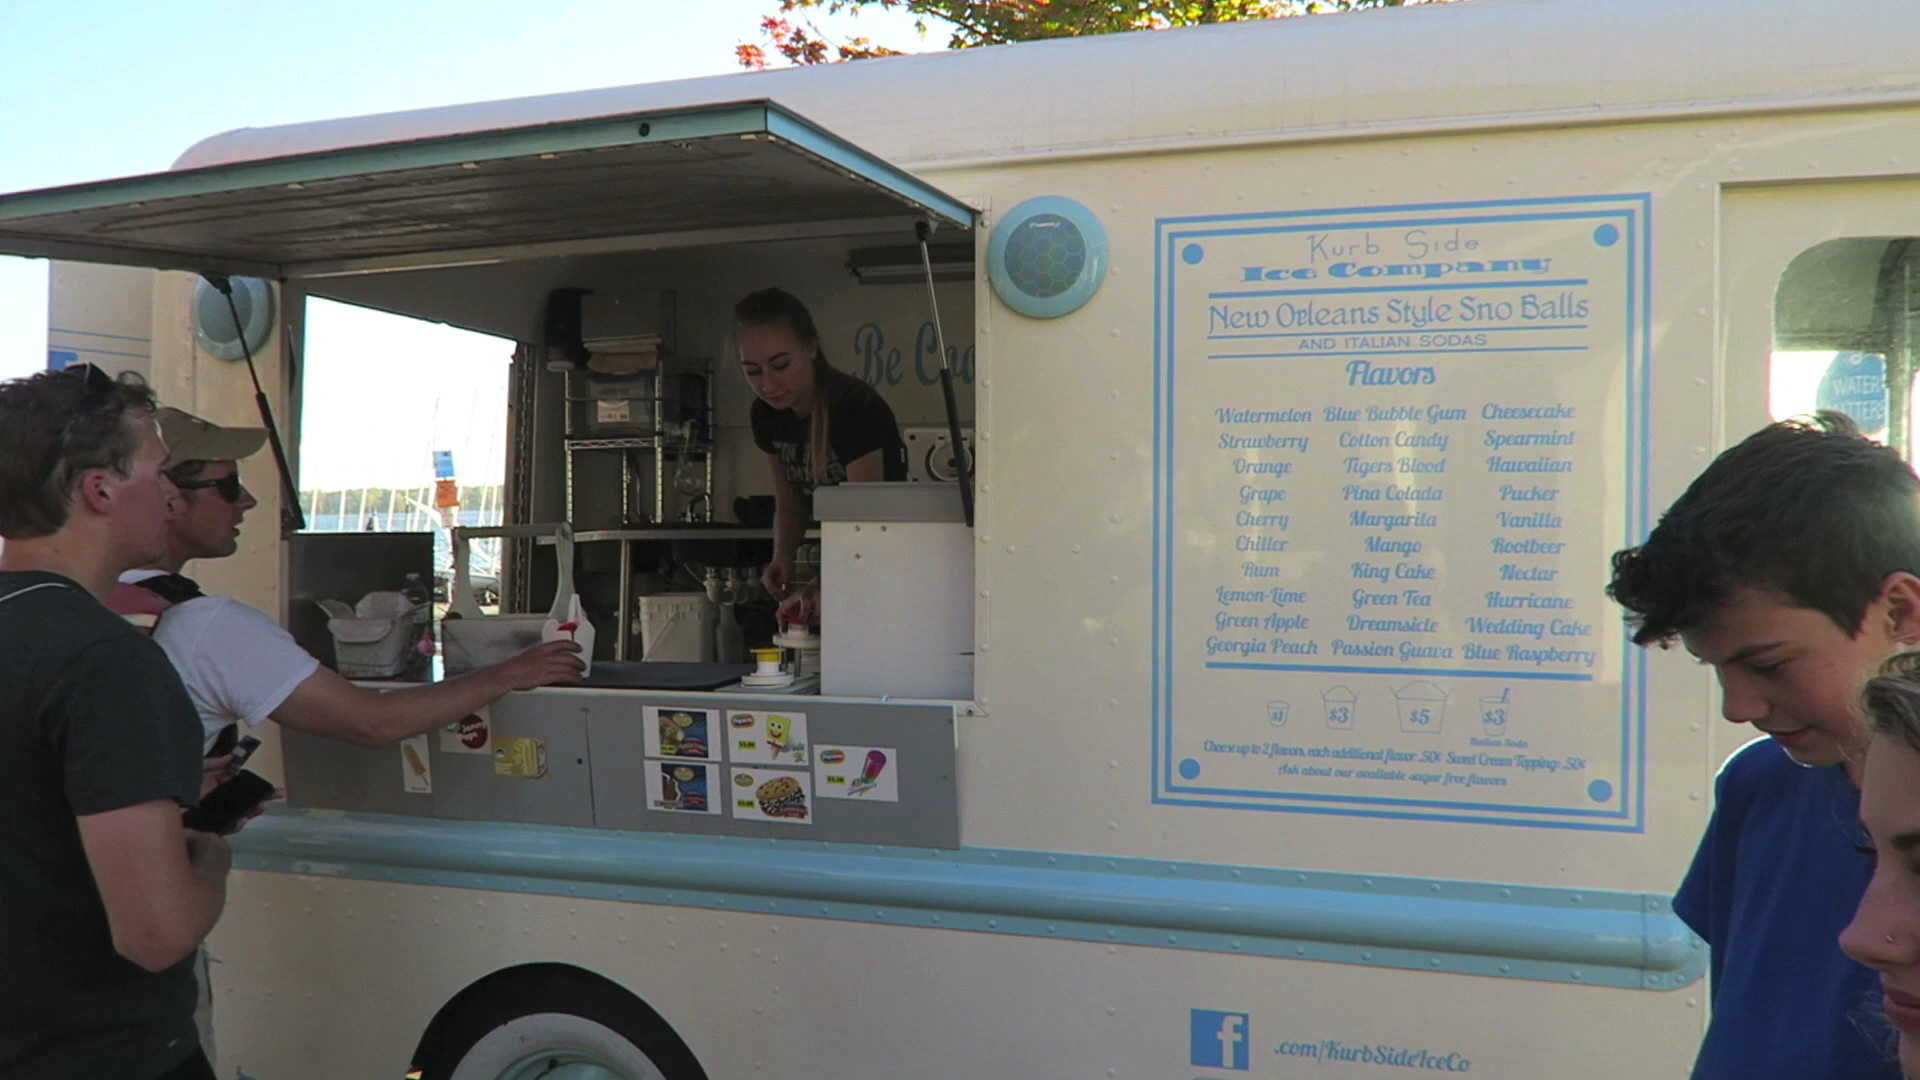 Be Coo
Kurb Side
Ice Company
New Orleans Style Sno Balls
AND ITALIAN SODAS
Flavors
Watermelon Blue Bubble Gum Cheesecake
Strawberry Cotton Candy Spearmint
Orange Tigers Blood Hawaiian
Grape Pina Colada Pucker
Cherry Margarita Vanilla
Chiller Mango Rootbeer
Rum King Cake Nectar
Lemon-Lime Green Tea Hurricane
Green Apple Dreamsicle Wedding Cake
Georgia Peach Passion Guava Blue Raspberry
$1 $3 $5 $3
Italian Soda
Choose up to 2 flavors, each additional flavor .50¢ Sweet Cream Topping: .50¢
Ask about our available sugar free flavors
WATER
f .com/KurbSideIceCo